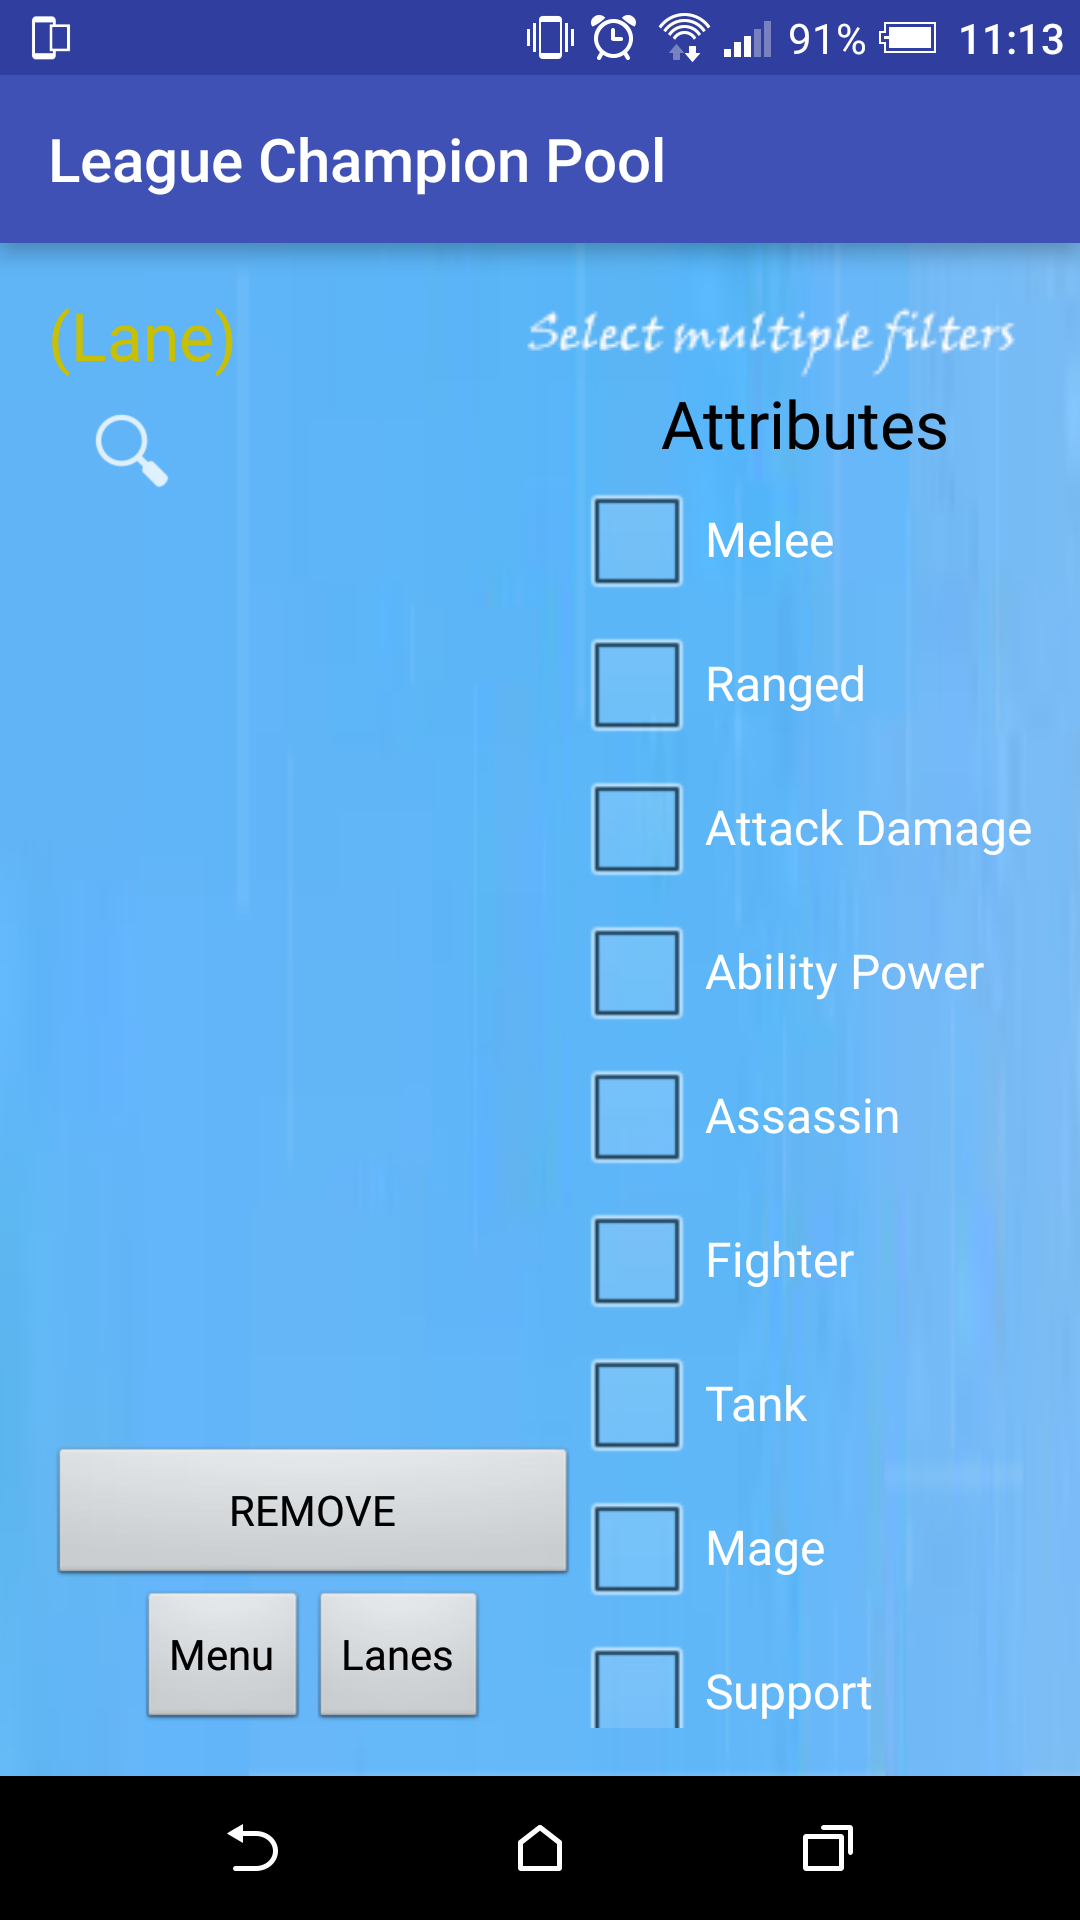 91% 11:13
League Champion Pool
(Lane)
Select multiple filters
Attributes
Melee
Ranged
Attack Damage
Ability Power
Assassin
Fighter
Tank
Mage
Support
REMOVE
Menu Lanes